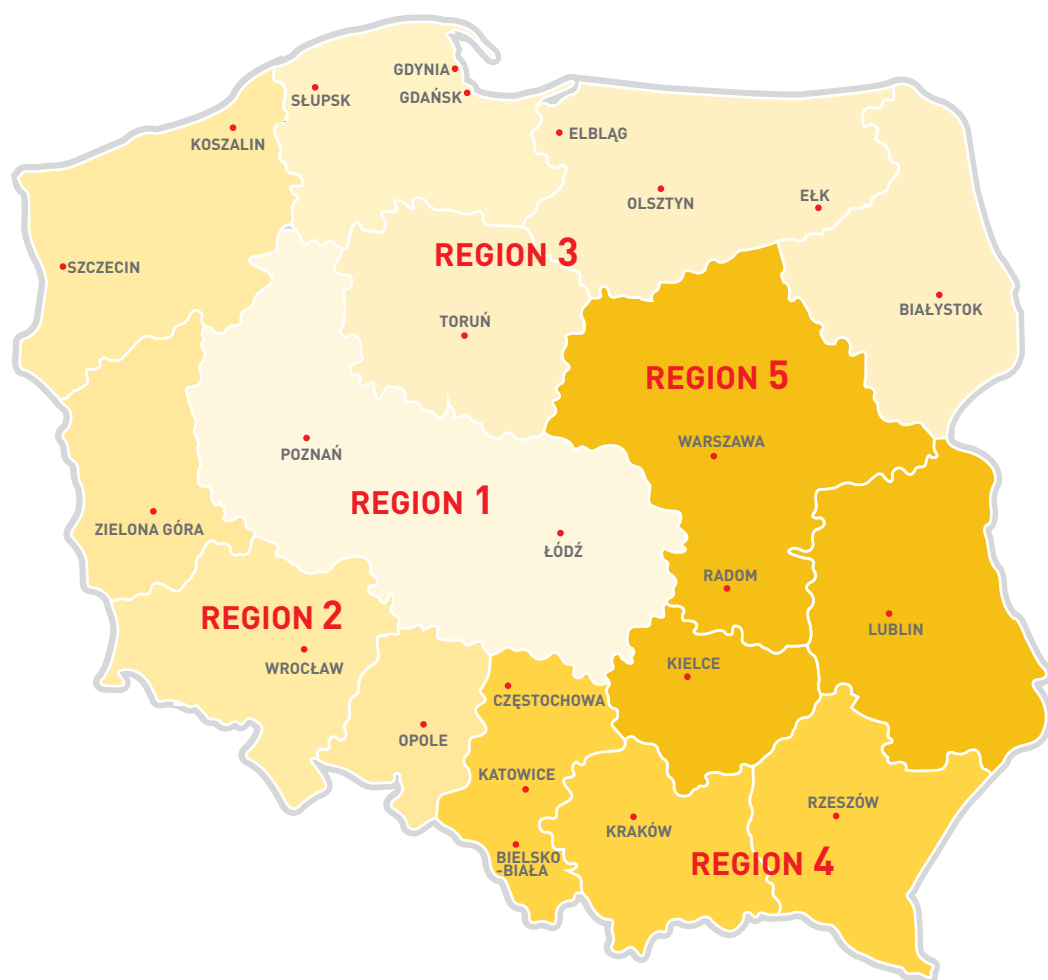 GDYNIA
SŁUPSK
GDAŃSK
KOSZALIN
ELBLĄG
OLSZTYN
EŁK
REGION 3
SZCZECIN
BIAŁYSTOK
TORUŃ
REGION 5
WARSZAWA
POZNAŃ
REGION 1
ZIELONA GÓRA
ŁÓDŹ
RADOM
REGION 2
LUBLIN
WROCŁAW
KIELCE
CZĘSTOCHOWA
OPOLE
KATOWICE
RZESZÓW
KRAKÓW
BIELSKO
-BIAŁA
REGION 4